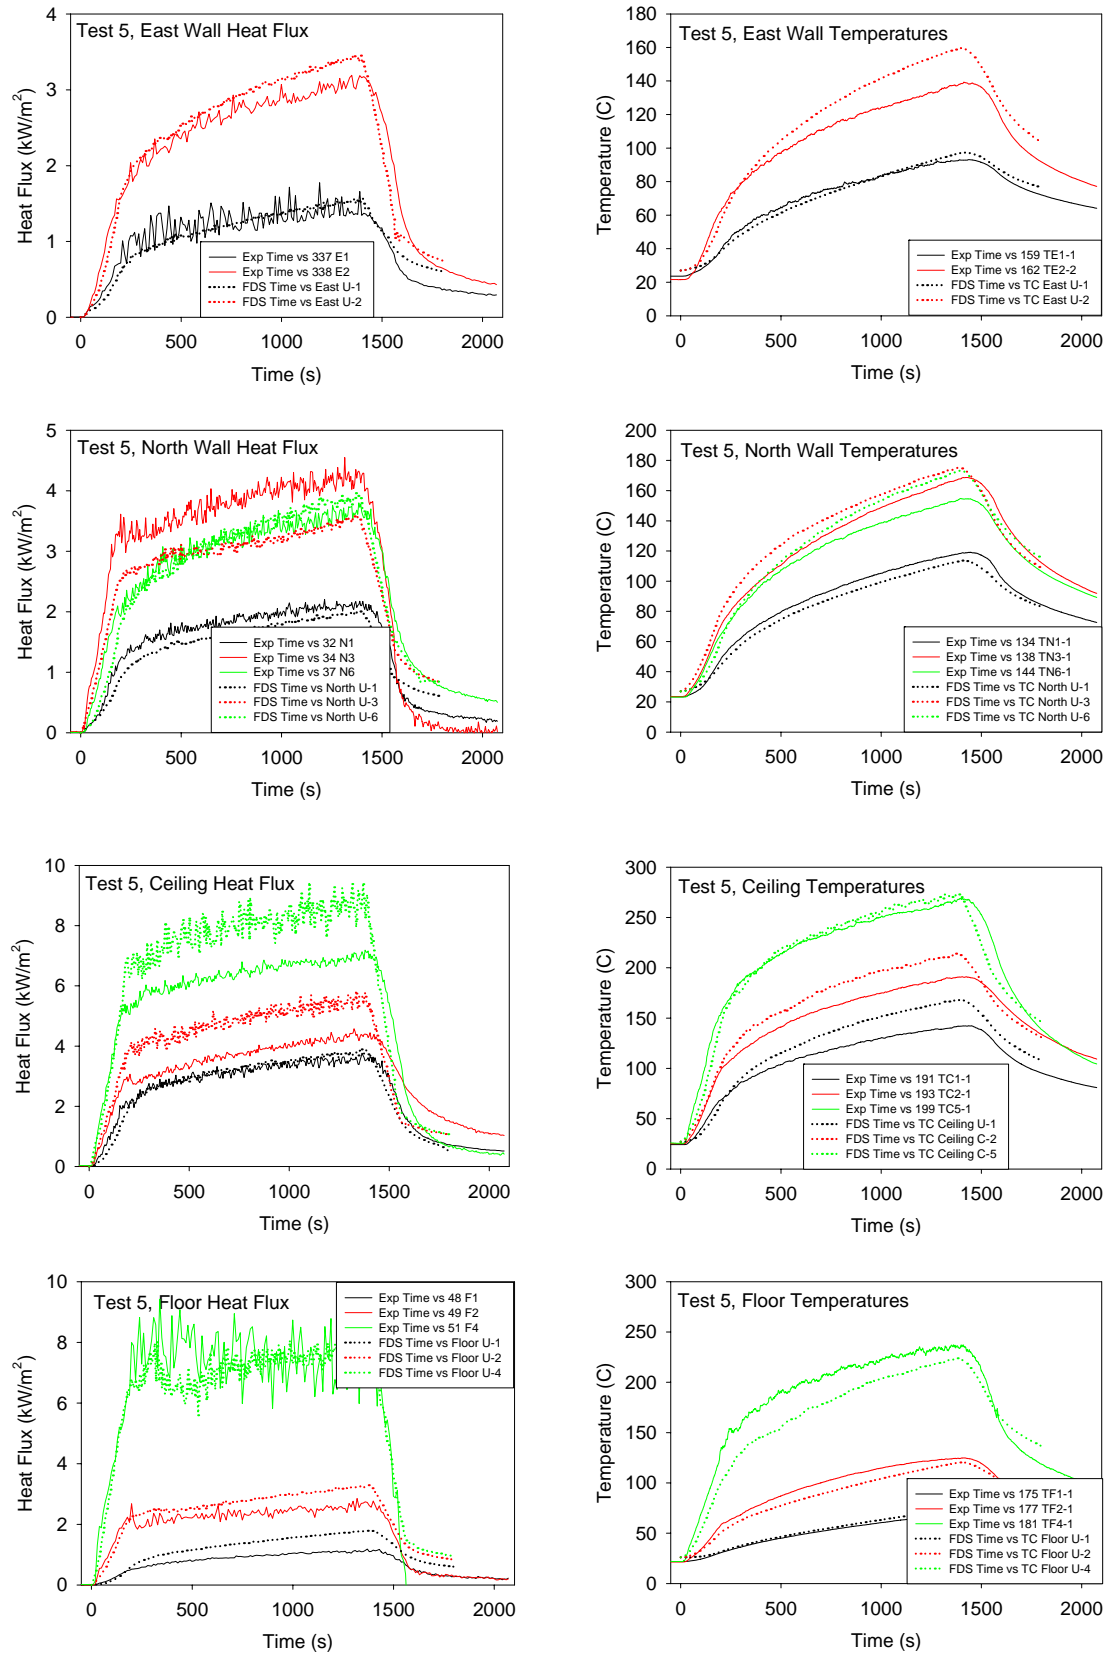 Test 5, East Wall Heat Flux
Heat Flux (kW/m²)
4
3
2
1
0
Exp Time vs 337 E1
Exp Time vs 338 E2
FDS Time vs East U-1
FDS Time vs East U-2
0 500 1000 1500 2000
Time (s)
Test 5, East Wall Temperatures
Temperature (C)
180
160
140
120
100
80
60
40
20
0
Exp Time vs 159 TE1-1
Exp Time vs 162 TE2-2
FDS Time vs TC East U-1
FDS Time vs TC East U-2
0 500 1000 1500 2000
Time (s)
Test 5, North Wall Heat Flux
Heat Flux (kW/m²)
5
4
3
2
1
0
Exp Time vs 32 N1
Exp Time vs 34 N3
Exp Time vs 37 N6
FDS Time vs North U-1
FDS Time vs North U-3
FDS Time vs North U-6
0 500 1000 1500 2000
Time (s)
Test 5, North Wall Temperatures
Temperature (C)
200
180
160
140
120
100
80
60
40
20
0
Exp Time vs 134 TN1-1
Exp Time vs 138 TN3-1
Exp Time vs 144 TN6-1
FDS Time vs TC North U-1
FDS Time vs TC North U-3
FDS Time vs TC North U-6
0 500 1000 1500 2000
Time (s)
Test 5, Ceiling Heat Flux
Heat Flux (kW/m²)
10
8
6
4
2
0
0 500 1000 1500 2000
Time (s)
Test 5, Ceiling Temperatures
Temperature (C)
300
250
200
150
100
50
0
Exp Time vs 191 TC1-1
Exp Time vs 193 TC2-1
Exp Time vs 199 TC5-1
FDS Time vs TC Ceiling U-1
FDS Time vs TC Ceiling C-2
FDS Time vs TC Ceiling C-5
0 500 1000 1500 2000
Time (s)
Test 5, Floor Heat Flux
Heat Flux (kW/m²)
10
8
6
4
2
0
Exp Time vs 48 F1
Exp Time vs 49 F2
Exp Time vs 51 F4
FDS Time vs Floor U-1
FDS Time vs Floor U-2
FDS Time vs Floor U-4
0 500 1000 1500 2000
Time (s)
Test 5, Floor Temperatures
Temperature (C)
300
250
200
150
100
50
0
Exp Time vs 175 TF1-1
Exp Time vs 177 TF2-1
Exp Time vs 181 TF4-1
FDS Time vs TC Floor U-1
FDS Time vs TC Floor U-2
FDS Time vs TC Floor U-4
0 500 1000 1500 2000
Time (s)